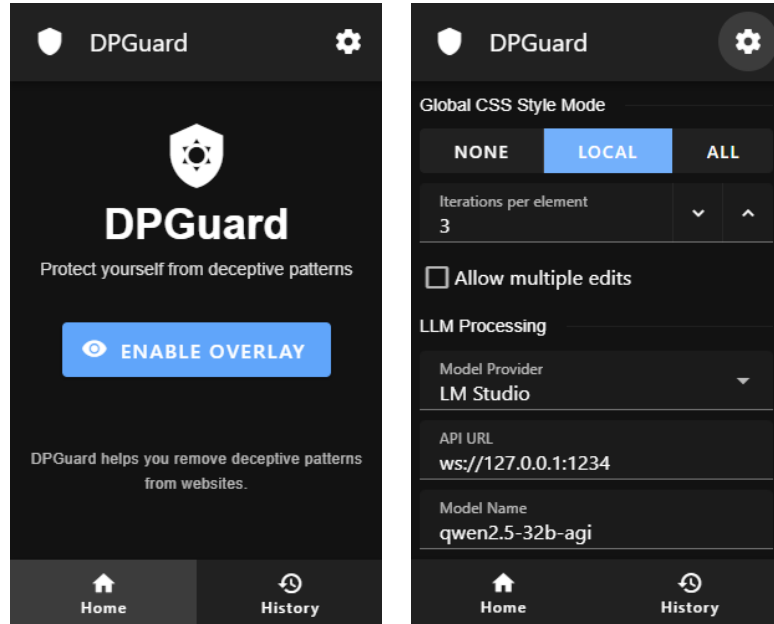 DPGuard
DPGuard
Protect yourself from deceptive patterns
ENABLE OVERLAY
DPGuard helps you remove deceptive patterns
from websites.
Home History
DPGuard
Global CSS Style Mode
NONE LOCAL ALL
Iterations per element
3
Allow multiple edits
LLM Processing
Model Provider
LM Studio
API URL
ws://127.0.0.1:1234
Model Name
qwen2.5-32b-agi
Home History